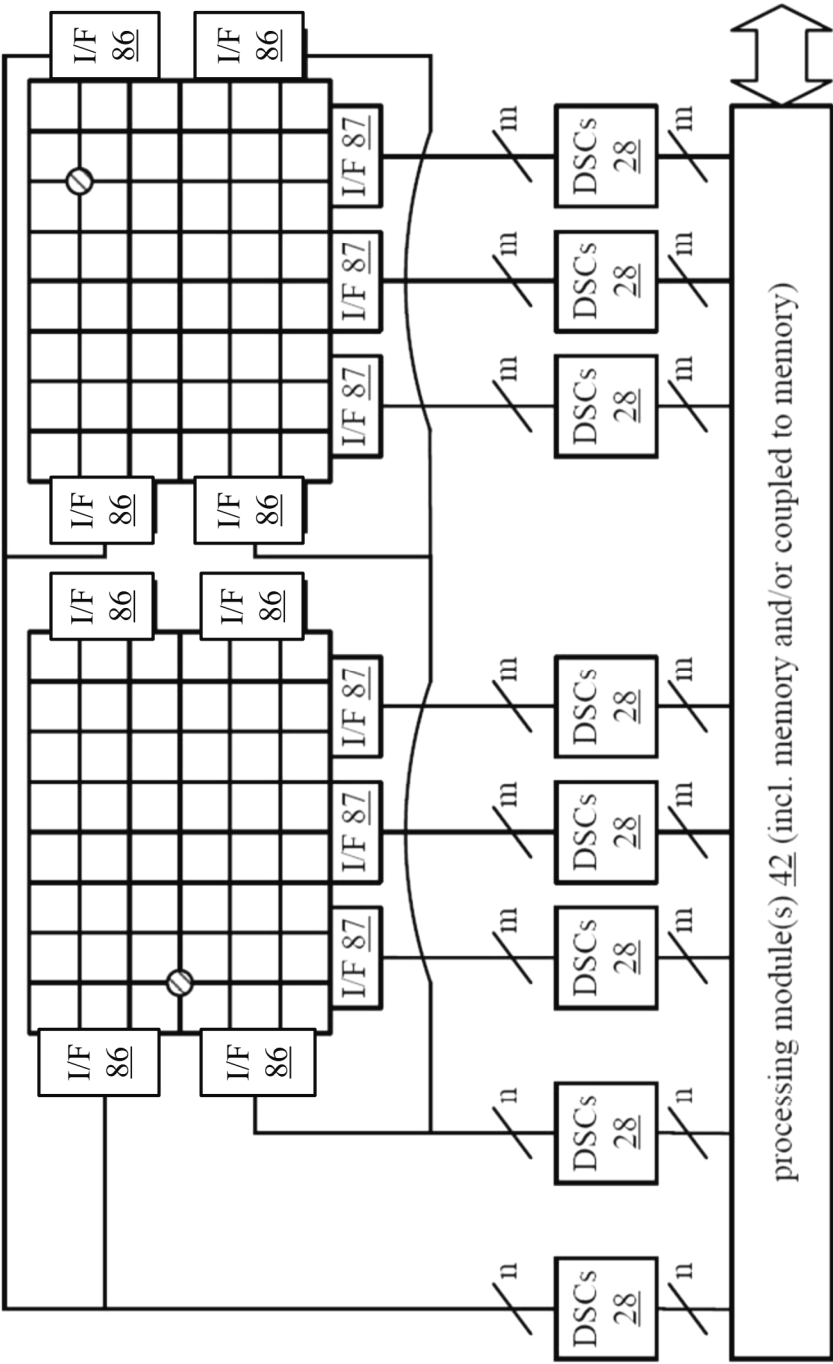 I/F
86
I/F
86
I/F
86
I/F
86
I/F
86
I/F
86
I/F
86
I/F
86
I/F 87
I/F 87
I/F 87
I/F 87
I/F 87
I/F 87
n
n
m
m
m
m
m
m
DSCs
28
DSCs
28
DSCs
28
DSCs
28
DSCs
28
DSCs
28
DSCs
28
DSCs
28
n
n
m
m
m
m
m
m
processing module(s) 42 (incl. memory and/or coupled to memory)